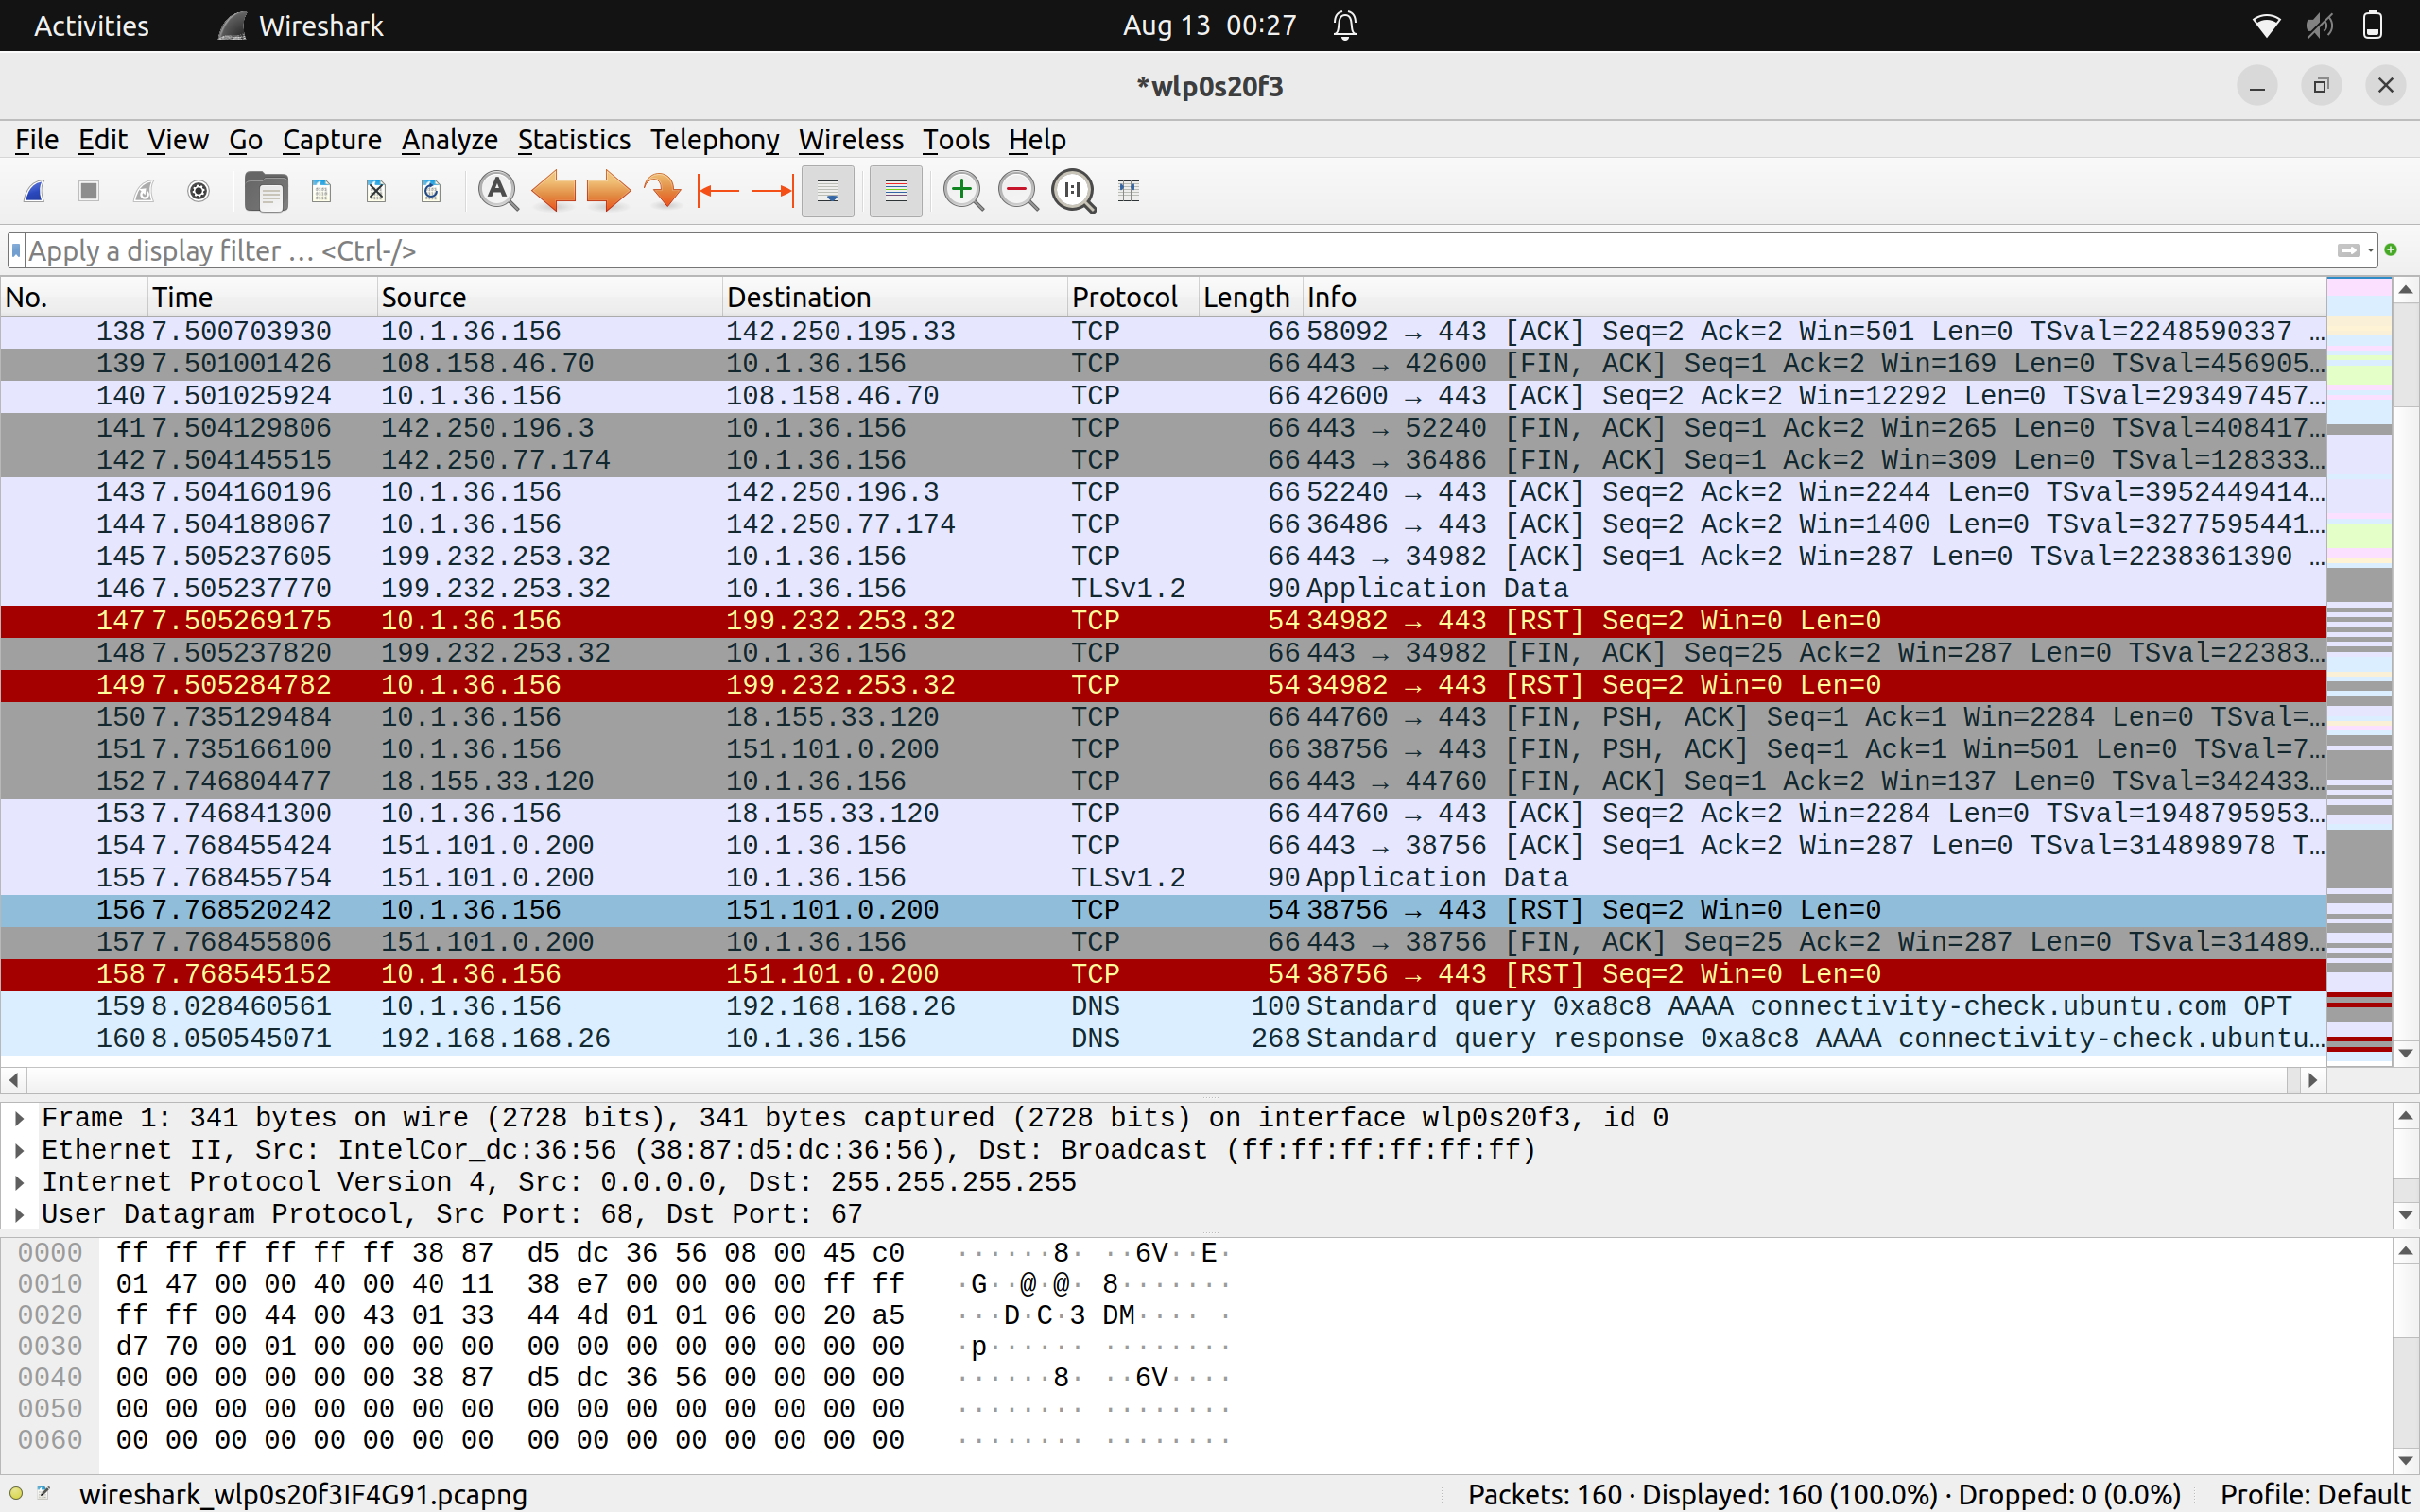 Activities Wireshark Aug 13 00:27
*wlp0s20f3
File Edit View Go Capture Analyze Statistics Telephony Wireless Tools Help
Apply a display filter … <Ctrl-/>
No. Time Source Destination Protocol Length Info
138 7.500703930 10.1.36.156 142.250.195.33 TCP 66 58092 → 443 [ACK] Seq=2 Ack=2 Win=501 Len=0 TSval=2248590337 …
139 7.501001426 108.158.46.70 10.1.36.156 TCP 66 443 → 42600 [FIN, ACK] Seq=1 Ack=2 Win=169 Len=0 TSval=456905…
140 7.501025924 10.1.36.156 108.158.46.70 TCP 66 42600 → 443 [ACK] Seq=2 Ack=2 Win=12292 Len=0 TSval=293497457…
141 7.504129806 142.250.196.3 10.1.36.156 TCP 66 443 → 52240 [FIN, ACK] Seq=1 Ack=2 Win=265 Len=0 TSval=408417…
142 7.504145515 142.250.77.174 10.1.36.156 TCP 66 443 → 36486 [FIN, ACK] Seq=1 Ack=2 Win=309 Len=0 TSval=128333…
143 7.504160196 10.1.36.156 142.250.196.3 TCP 66 52240 → 443 [ACK] Seq=2 Ack=2 Win=2244 Len=0 TSval=3952449414…
144 7.504188067 10.1.36.156 142.250.77.174 TCP 66 36486 → 443 [ACK] Seq=2 Ack=2 Win=1400 Len=0 TSval=3277595441…
145 7.505237605 199.232.253.32 10.1.36.156 TCP 66 443 → 34982 [ACK] Seq=1 Ack=2 Win=287 Len=0 TSval=2238361390 …
146 7.505237770 199.232.253.32 10.1.36.156 TLSv1.2 90 Application Data
147 7.505269175 10.1.36.156 199.232.253.32 TCP 54 34982 → 443 [RST] Seq=2 Win=0 Len=0
148 7.505237820 199.232.253.32 10.1.36.156 TCP 66 443 → 34982 [FIN, ACK] Seq=25 Ack=2 Win=287 Len=0 TSval=22383…
149 7.505284782 10.1.36.156 199.232.253.32 TCP 54 34982 → 443 [RST] Seq=2 Win=0 Len=0
150 7.735129484 10.1.36.156 18.155.33.120 TCP 66 44760 → 443 [FIN, PSH, ACK] Seq=1 Ack=1 Win=2284 Len=0 TSval=…
151 7.735166100 10.1.36.156 151.101.0.200 TCP 66 38756 → 443 [FIN, PSH, ACK] Seq=1 Ack=1 Win=501 Len=0 TSval=7…
152 7.746804477 18.155.33.120 10.1.36.156 TCP 66 443 → 44760 [FIN, ACK] Seq=1 Ack=2 Win=137 Len=0 TSval=342433…
153 7.746841300 10.1.36.156 18.155.33.120 TCP 66 44760 → 443 [ACK] Seq=2 Ack=2 Win=2284 Len=0 TSval=1948795953…
154 7.768455424 151.101.0.200 10.1.36.156 TCP 66 443 → 38756 [ACK] Seq=1 Ack=2 Win=287 Len=0 TSval=314898978 T…
155 7.768455754 151.101.0.200 10.1.36.156 TLSv1.2 90 Application Data
156 7.768520242 10.1.36.156 151.101.0.200 TCP 54 38756 → 443 [RST] Seq=2 Win=0 Len=0
157 7.768455806 151.101.0.200 10.1.36.156 TCP 66 443 → 38756 [FIN, ACK] Seq=25 Ack=2 Win=287 Len=0 TSval=31489…
158 7.768545152 10.1.36.156 151.101.0.200 TCP 54 38756 → 443 [RST] Seq=2 Win=0 Len=0
159 8.028460561 10.1.36.156 192.168.168.26 DNS 100 Standard query 0xa8c8 AAAA connectivity-check.ubuntu.com OPT
160 8.050545071 192.168.168.26 10.1.36.156 DNS 268 Standard query response 0xa8c8 AAAA connectivity-check.ubuntu…
Frame 1: 341 bytes on wire (2728 bits), 341 bytes captured (2728 bits) on interface wlp0s20f3, id 0
Ethernet II, Src: IntelCor_dc:36:56 (38:87:d5:dc:36:56), Dst: Broadcast (ff:ff:ff:ff:ff:ff)
Internet Protocol Version 4, Src: 0.0.0.0, Dst: 255.255.255.255
User Datagram Protocol, Src Port: 68, Dst Port: 67
0000 ff ff ff ff ff ff 38 87 d5 dc 36 56 08 00 45 c0 ······8· ··6V··E·
0010 01 47 00 00 40 00 40 11 38 e7 00 00 00 00 ff ff ·G··@·@· 8·······
0020 ff ff 00 44 00 43 01 33 44 4d 01 01 06 00 20 a5 ···D·C·3 DM···· ·
0030 d7 70 00 01 00 00 00 00 00 00 00 00 00 00 00 00 ·p······ ········
0040 00 00 00 00 00 00 38 87 d5 dc 36 56 00 00 00 00 ······8· ··6V····
0050 00 00 00 00 00 00 00 00 00 00 00 00 00 00 00 00 ········ ········
0060 00 00 00 00 00 00 00 00 00 00 00 00 00 00 00 00 ········ ········
wireshark_wlp0s20f3IF4G91.pcapng Packets: 160 · Displayed: 160 (100.0%) · Dropped: 0 (0.0%) Profile: Default